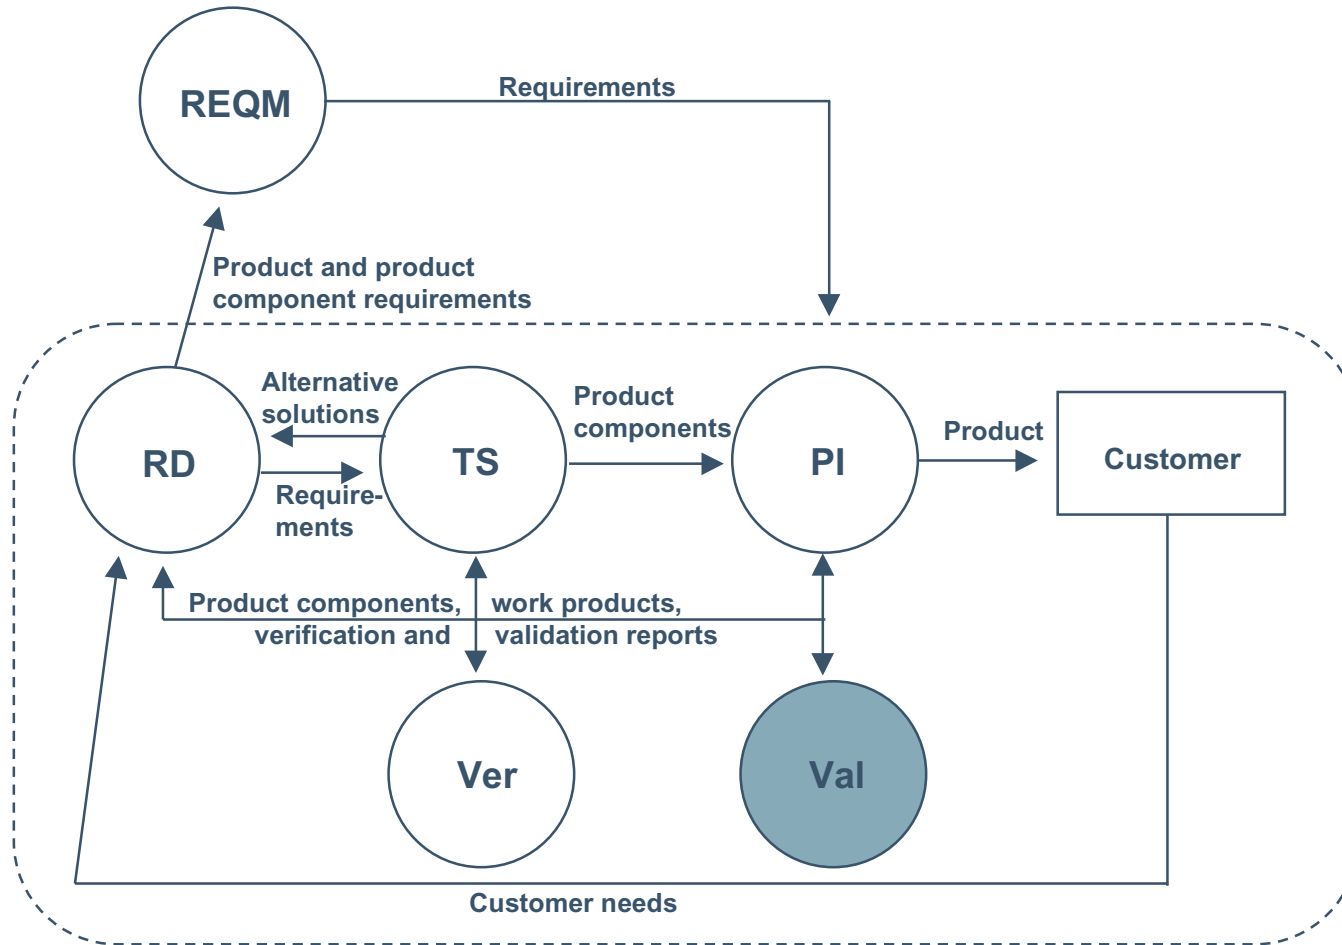 REQM
Requirements
Product and product
component requirements
Alternative
solutions
Product
components
Product
RD
TS
PI
Customer
Require-
ments
Product components, work products,
verification and validation reports
Ver
Val
Customer needs